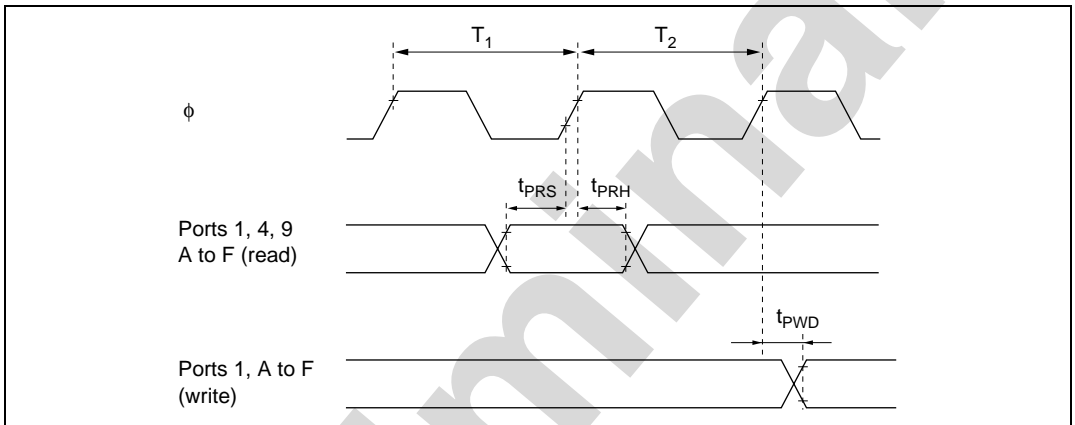 T1 T2
ϕ
tPRS tPRH
Ports 1, 4, 9
A to F (read)
tPWD
Ports 1, A to F
(write)